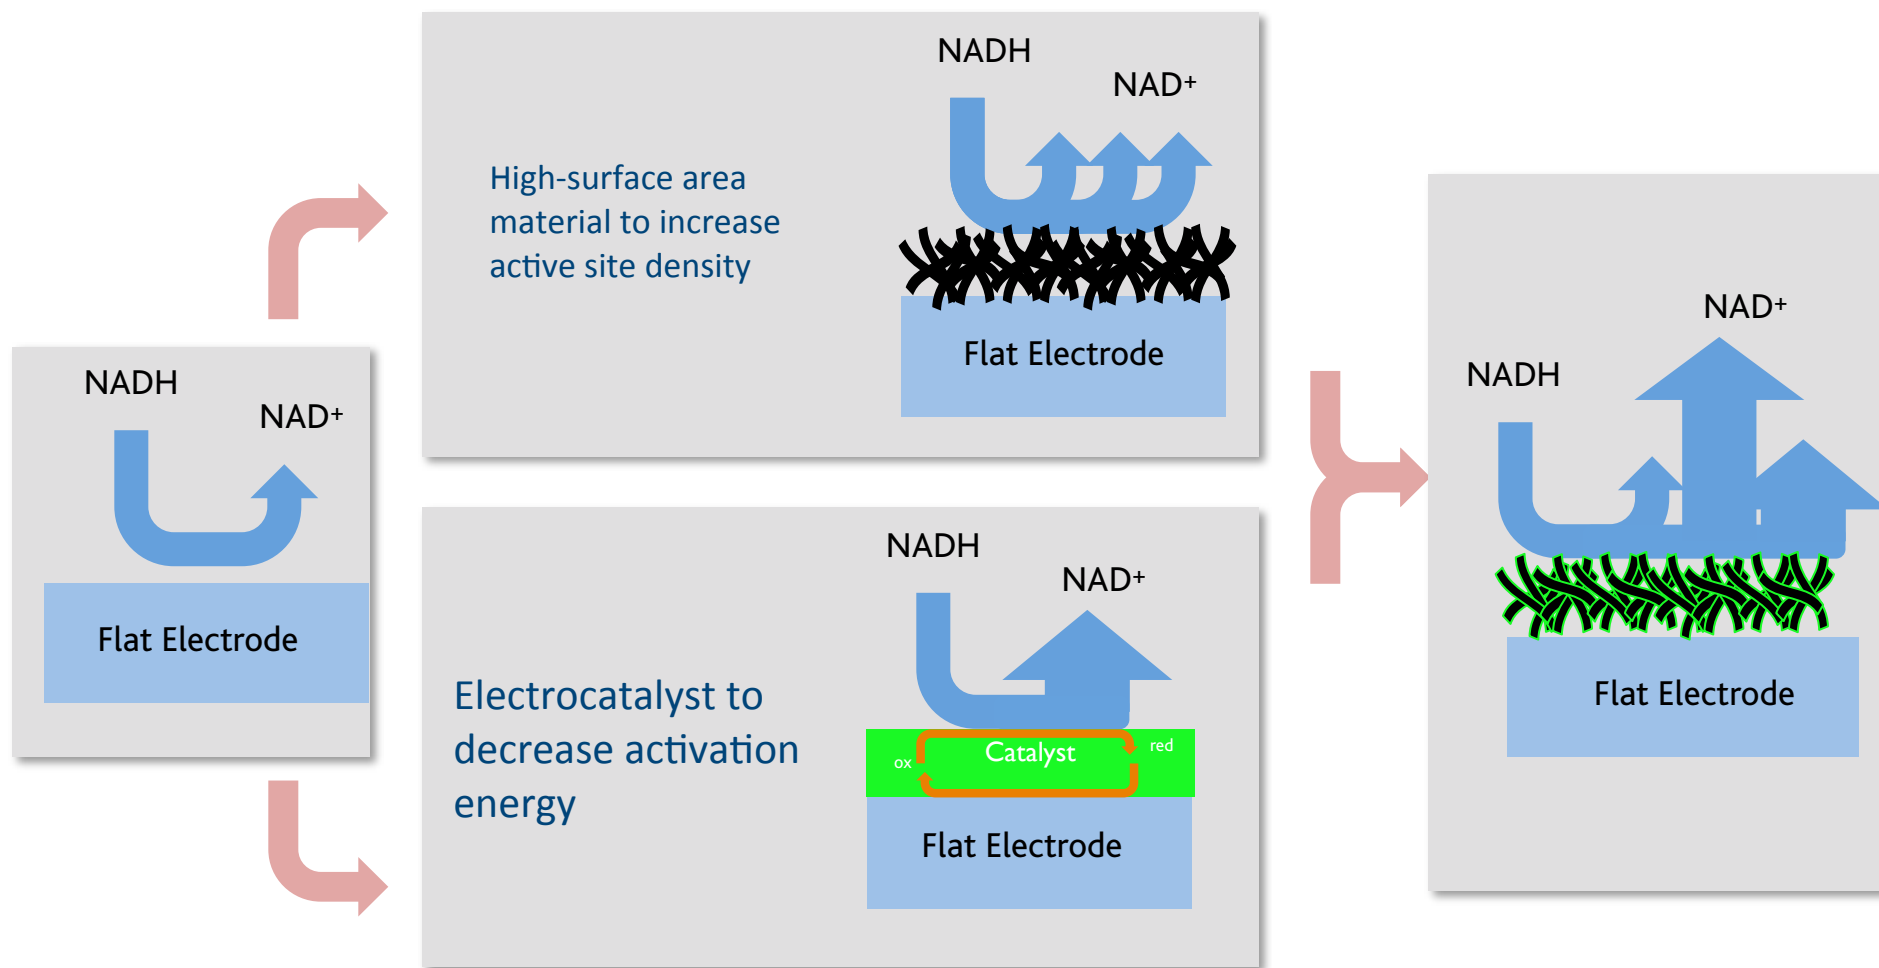 NADH
NAD⁺
Flat Electrode
High-surface area
material to increase
active site density
NADH
NAD⁺
Flat Electrode
Electrocatalyst to
decrease activation
energy
NADH
NAD⁺
Catalyst
ox
red
Flat Electrode
NADH
NAD⁺
Flat Electrode